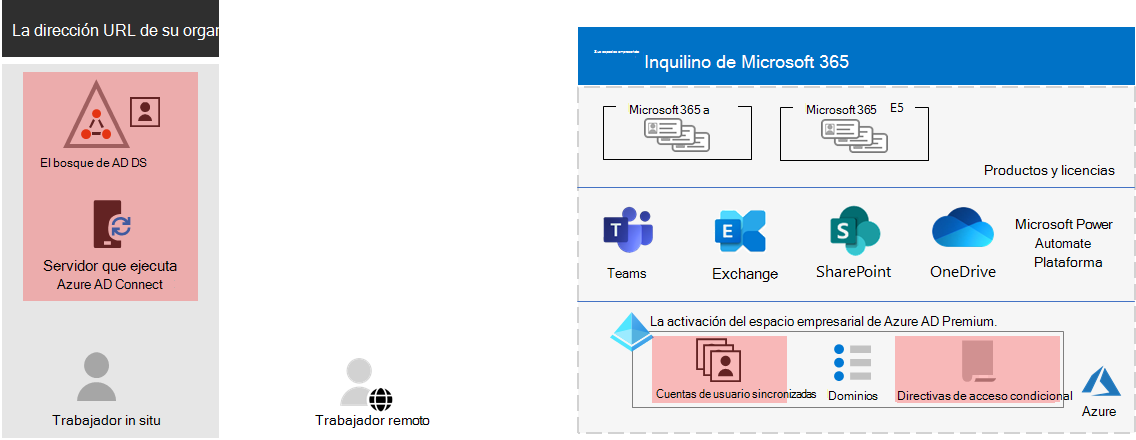 La dirección URL de su organ
El bosque de AD DS
Servidor que ejecuta
Azure AD Connect
Trabajador in situ
Trabajador remoto
Inquilino de Microsoft 365
Microsoft 365 a
Microsoft 365 E5
Productos y licencias
T
Teams
E
Exchange
S
SharePoint
OneDrive
Microsoft Power
Automate
Plataforma
La activación del espacio empresarial de Azure AD Premium.
Cuentas de usuario sincronizadas
Dominios
Directivas de acceso condicional
Azure